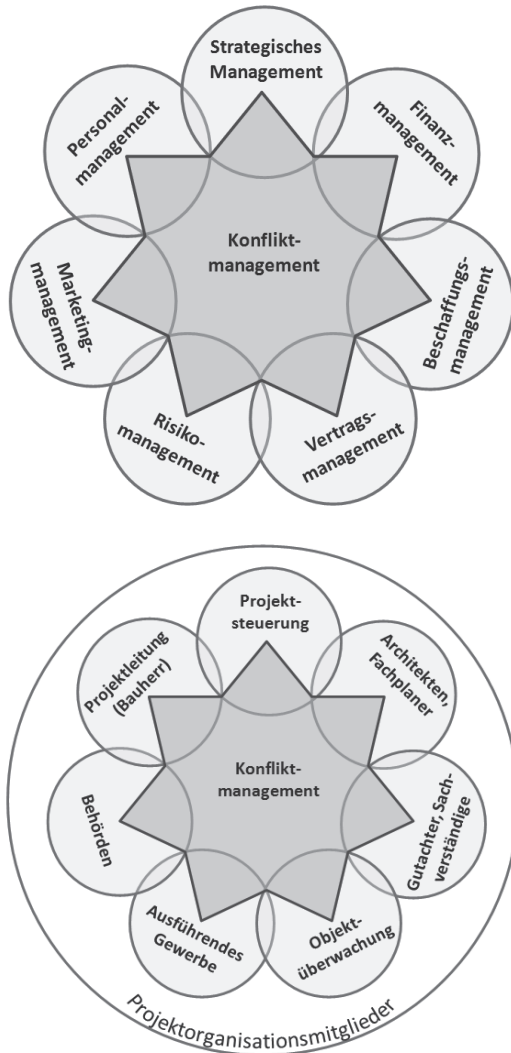 Strategisches
Management
Finanz-
management
Beschaffungs-
management
Vertrags-
management
Risiko-
management
Marketing-
management
Personal-
management
Konflikt-
management
Projekt-
steuerung
Architekten,
Fachplaner
Gutachter, Sach-
verständige
Objekt-
überwachung
Ausführendes
Gewerbe
Behörden
Projektleitung
(Bauherr)
Konflikt-
management
Projektorganisationsmitglieder